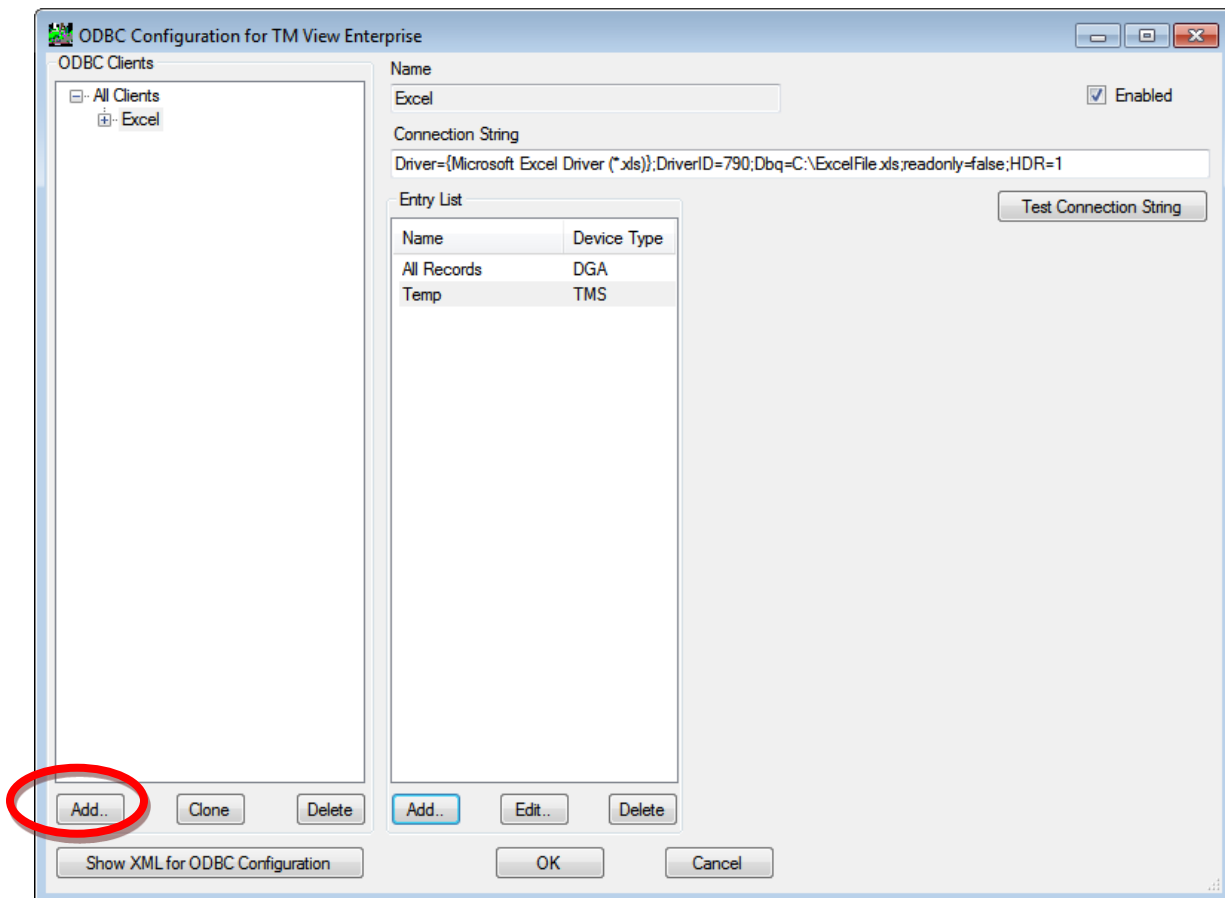 ODBC Configuration for TM View Enterprise
ODBC Clients
All Clients
Excel
Name
Excel
Enabled
Connection String
Driver={Microsoft Excel Driver (*.xls)};DriverID=790;Dbq=C:\ExcelFile.xls;readonly=false;HDR=1
Test Connection String
Entry List
Name Device Type
All Records DGA
Temp TMS
Add.. Clone Delete
Add.. Edit.. Delete
Show XML for ODBC Configuration
OK Cancel